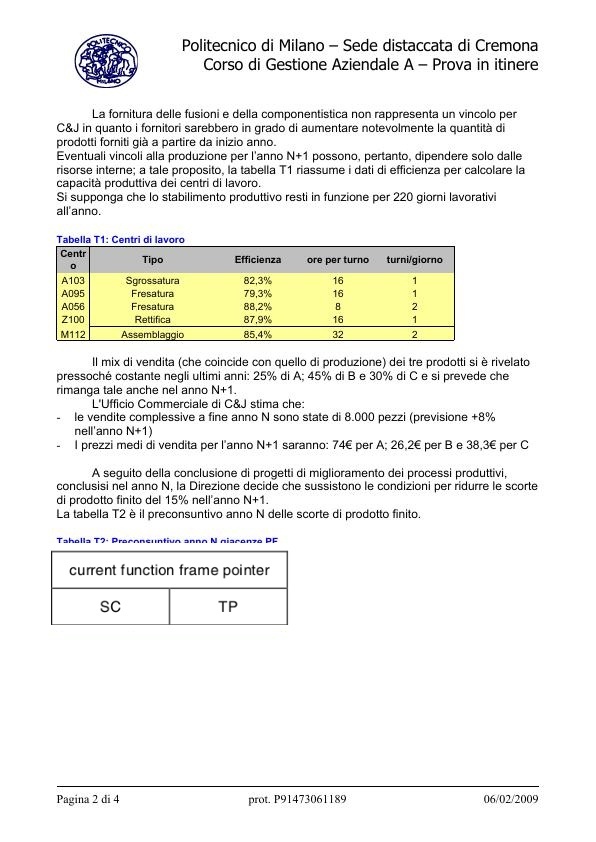 POLITECNICO
MILANO
Politecnico di Milano – Sede distaccata di Cremona
Corso di Gestione Aziendale A – Prova in itinere
La fornitura delle fusioni e della componentistica non rappresenta un vincolo per
C&J in quanto i fornitori sarebbero in grado di aumentare notevolmente la quantità di
prodotti forniti già a partire da inizio anno.
Eventuali vincoli alla produzione per l'anno N+1 possono, pertanto, dipendere solo dalle
risorse interne; a tale proposito, la tabella T1 riassume i dati di efficienza per calcolare la
capacità produttiva dei centri di lavoro.
Si supponga che lo stabilimento produttivo resti in funzione per 220 giorni lavorativi
all'anno.
Tabella T1: Centri di lavoro
Centr
o Tipo Efficienza ore per turno turni/giorno
A103 Sgrossatura 82,3% 16 1
A095 Fresatura 79,3% 16 1
A056 Fresatura 88,2% 8 2
Z100 Rettifica 87,9% 16 1
M112 Assemblaggio 85,4% 32 2
Il mix di vendita (che coincide con quello di produzione) dei tre prodotti si è rivelato
pressoché costante negli ultimi anni: 25% di A; 45% di B e 30% di C e si prevede che
rimanga tale anche nel anno N+1.
L'Ufficio Commerciale di C&J stima che:
- le vendite complessive a fine anno N sono state di 8.000 pezzi (previsione +8%
nell'anno N+1)
- I prezzi medi di vendita per l'anno N+1 saranno: 74€ per A; 26,2€ per B e 38,3€ per C
A seguito della conclusione di progetti di miglioramento dei processi produttivi,
conclusisi nel anno N, la Direzione decide che sussistono le condizioni per ridurre le scorte
di prodotto finito del 15% nell'anno N+1.
La tabella T2 è il preconsuntivo anno N delle scorte di prodotto finito.
Tabella T2: Preconsuntivo anno N giacenze PF
current function frame pointer
SC TP
Pagina 2 di 4 prot. P91473061189 06/02/2009